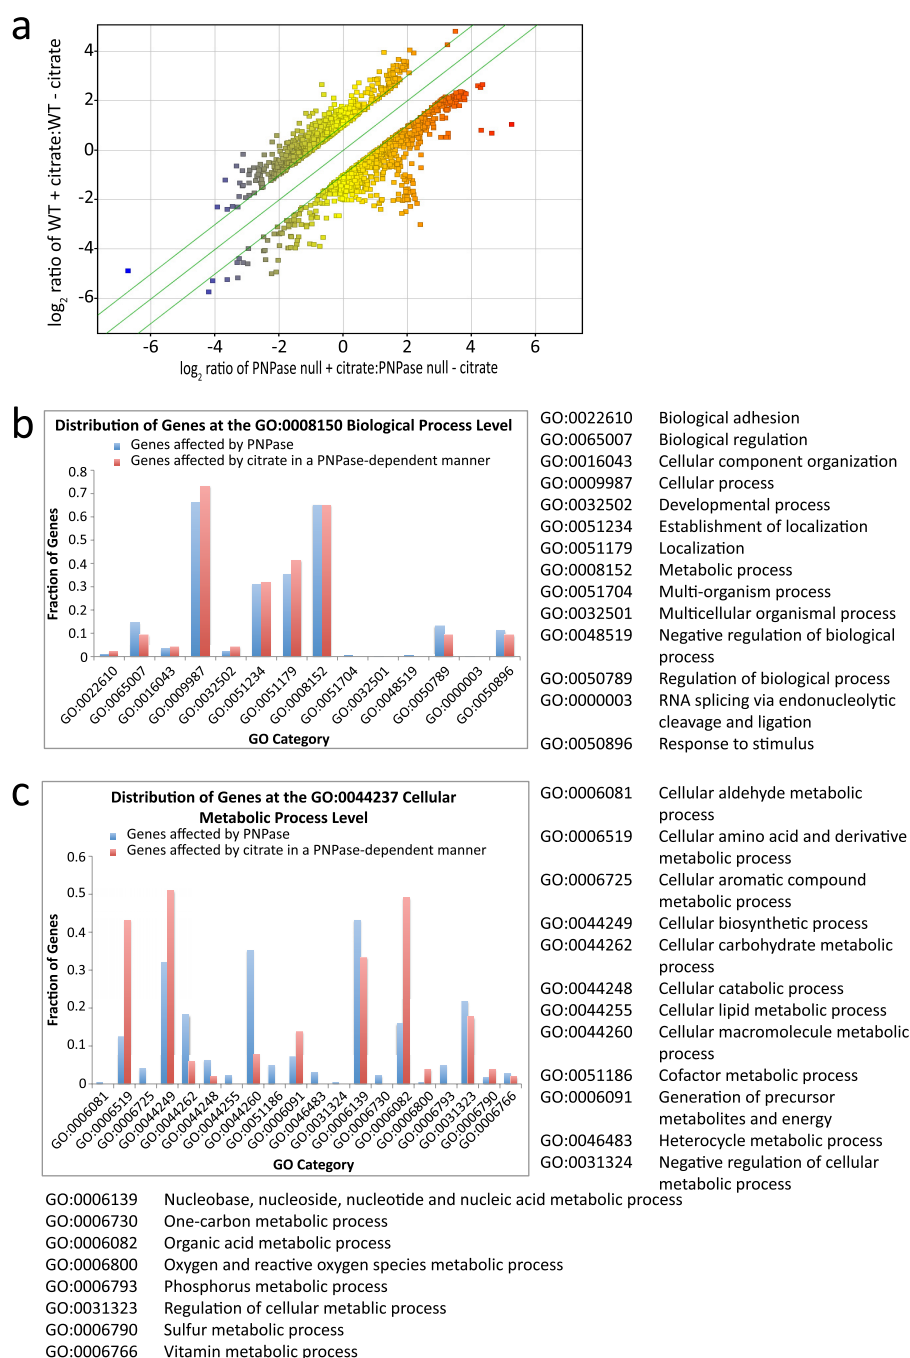 a
log2 ratio of WT + citrate:WT - citrate
4
2
0
-2
-4
-6
-6
-4
-2
0
2
4
6
log2 ratio of PNPase null + citrate:PNPase null - citrate
b
Distribution of Genes at the GO:0008150 Biological Process Level
Genes affected by PNPase
Genes affected by citrate in a PNPase-dependent manner
Fraction of Genes
0.8
0.7
0.6
0.5
0.4
0.3
0.2
0.1
0
GO:0022610
GO:0065007
GO:0016043
GO:0009987
GO:0032502
GO:0051234
GO:0051179
GO:0008152
GO:0051704
GO:0032501
GO:0048519
GO:0050789
GO:0000003
GO:0050896
GO Category
GO:0022610 Biological adhesion
GO:0065007 Biological regulation
GO:0016043 Cellular component organization
GO:0009987 Cellular process
GO:0032502 Developmental process
GO:0051234 Establishment of localization
GO:0051179 Localization
GO:0008152 Metabolic process
GO:0051704 Multi-organism process
GO:0032501 Multicellular organismal process
GO:0048519 Negative regulation of biological
process
GO:0050789 Regulation of biological process
GO:0000003 RNA splicing via endonucleolytic
cleavage and ligation
GO:0050896 Response to stimulus
c
Distribution of Genes at the GO:0044237 Cellular
Metabolic Process Level
Genes affected by PNPase
Genes affected by citrate in a PNPase-dependent manner
Fraction of Genes
0.6
0.5
0.4
0.3
0.2
0.1
0
GO:0006081
GO:0006519
GO:0006725
GO:0044249
GO:0044262
GO:0044248
GO:0044255
GO:0044260
GO:0051186
GO:0006091
GO:0046483
GO:0031324
GO:0006139
GO:0006730
GO:0006082
GO:0006800
GO:0006793
GO:0031323
GO:0006790
GO:0006766
GO Category
GO:0006081 Cellular aldehyde metabolic
process
GO:0006519 Cellular amino acid and derivative
metabolic process
GO:0006725 Cellular aromatic compound
metabolic process
GO:0044249 Cellular biosynthetic process
GO:0044262 Cellular carbohydrate metabolic
process
GO:0044248 Cellular catabolic process
GO:0044255 Cellular lipid metabolic process
GO:0044260 Cellular macromolecule metabolic
process
GO:0051186 Cofactor metabolic process
GO:0006091 Generation of precursor
metabolites and energy
GO:0046483 Heterocycle metabolic process
GO:0031324 Negative regulation of cellular
metabolic process
GO:0006139 Nucleobase, nucleoside, nucleotide and nucleic acid metabolic process
GO:0006730 One-carbon metabolic process
GO:0006082 Organic acid metabolic process
GO:0006800 Oxygen and reactive oxygen species metabolic process
GO:0006793 Phosphorus metabolic process
GO:0031323 Regulation of cellular metablic process
GO:0006790 Sulfur metabolic process
GO:0006766 Vitamin metabolic process